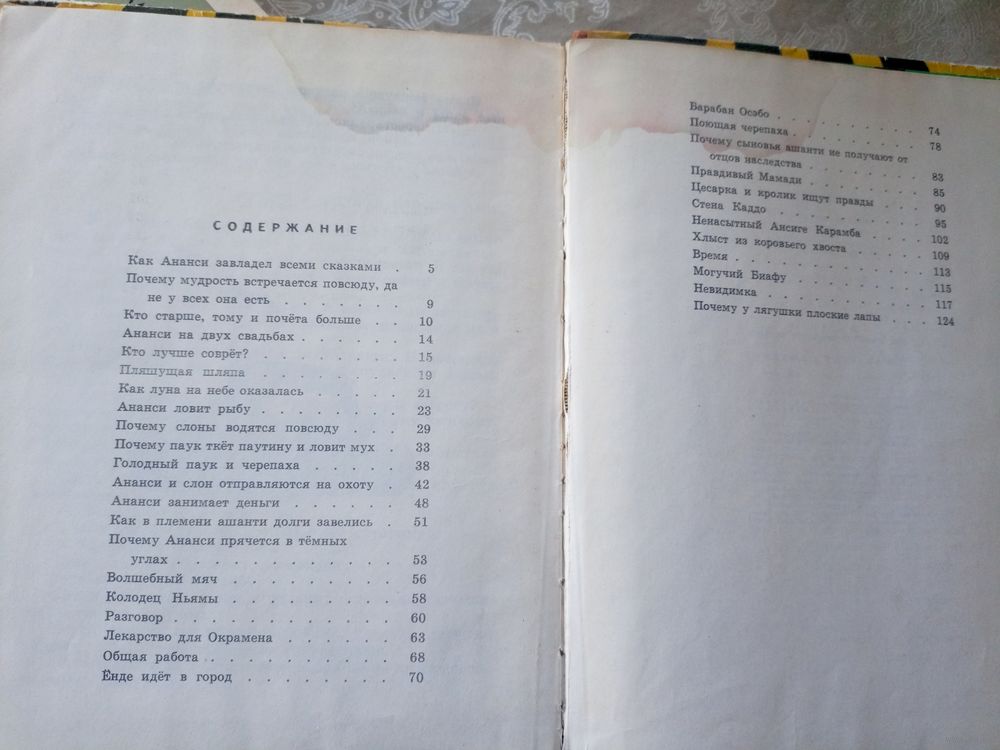 СОДЕРЖАНИЕ
Как Ананси завладел всеми сказками . 5
Почему мудрость встречается повсюду, да
не у всех она есть . . . . . . . 9
Кто старше, тому и почёта больше . . 10
Ананси на двух свадьбах . . . . . . 14
Кто лучше соврёт? . . . . . . . . 15
Пляшущая шляпа . . . . . . . . 19
Как луна на небе оказалась . . . . . 21
Ананси ловит рыбу . . . . . . . . 23
Почему слоны водятся повсюду . . . 29
Почему паук ткёт паутину и ловит мух . 33
Голодный паук и черепаха . . . . . 38
Ананси и слон отправляются на охоту . 42
Ананси занимает деньги . . . . . . 48
Как в племени ашанти долги завелись . 51
Почему Ананси прячется в тёмных
углах . . . . . . . . . . . . 53
Волшебный мяч . . . . . . . . . 56
Колодец Ньямы . . . . . . . . . 58
Разговор . . . . . . . . . . . . 60
Лекарство для Окрамена . . . . . . 63
Общая работа . . . . . . . . . . 68
Ёнде идёт в город . . . . . . . . 70
Барабан Осэбо . . . . . . . . . 74
Поющая черепаха . . . . . . . . 78
Почему сыновья ашанти не получают от
отцов наследства . . . . . . . 83
Правдивый Мамади . . . . . . . 85
Цесарка и кролик ищут правды . . . 90
Стена Каддо . . . . . . . . . . 95
Ненасытный Ансиге Карамба . . . . 102
Хлыст из коровьего хвоста . . . . . 109
Время . . . . . . . . . . . . . 113
Могучий Биафу . . . . . . . . . 115
Невидимка . . . . . . . . . . . 117
Почему у лягушки плоские лапы . . . 124